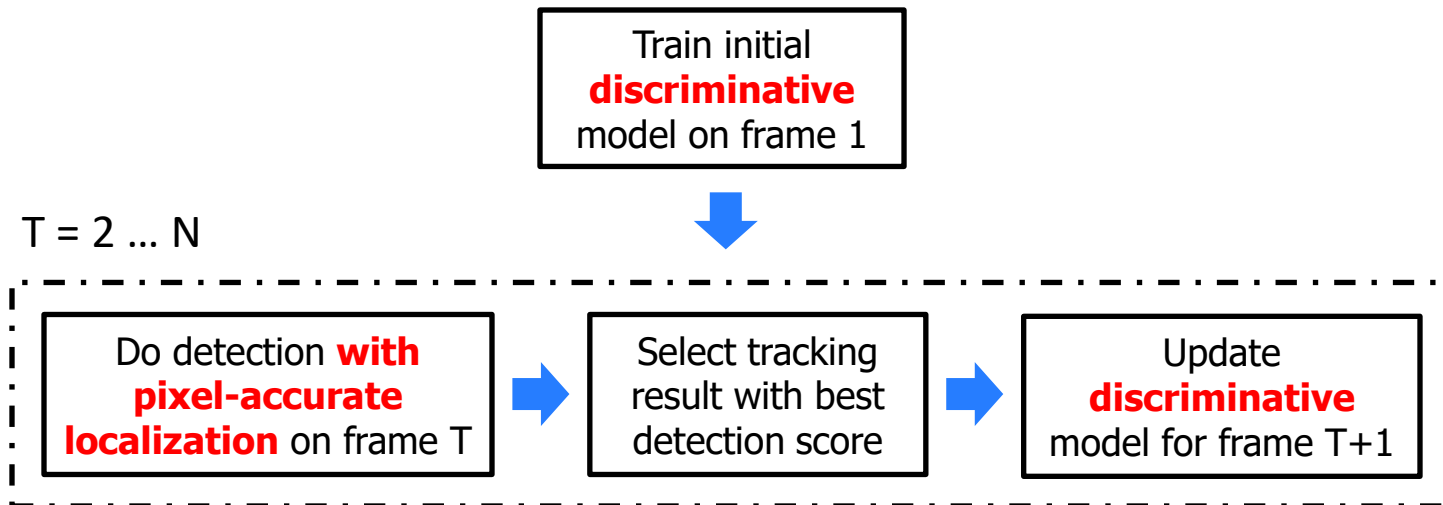 Train initial
discriminative
model on frame 1
T = 2 ... N
Do detection with
pixel-accurate
localization on frame T
Select tracking
result with best
detection score
Update
discriminative
model for frame T+1